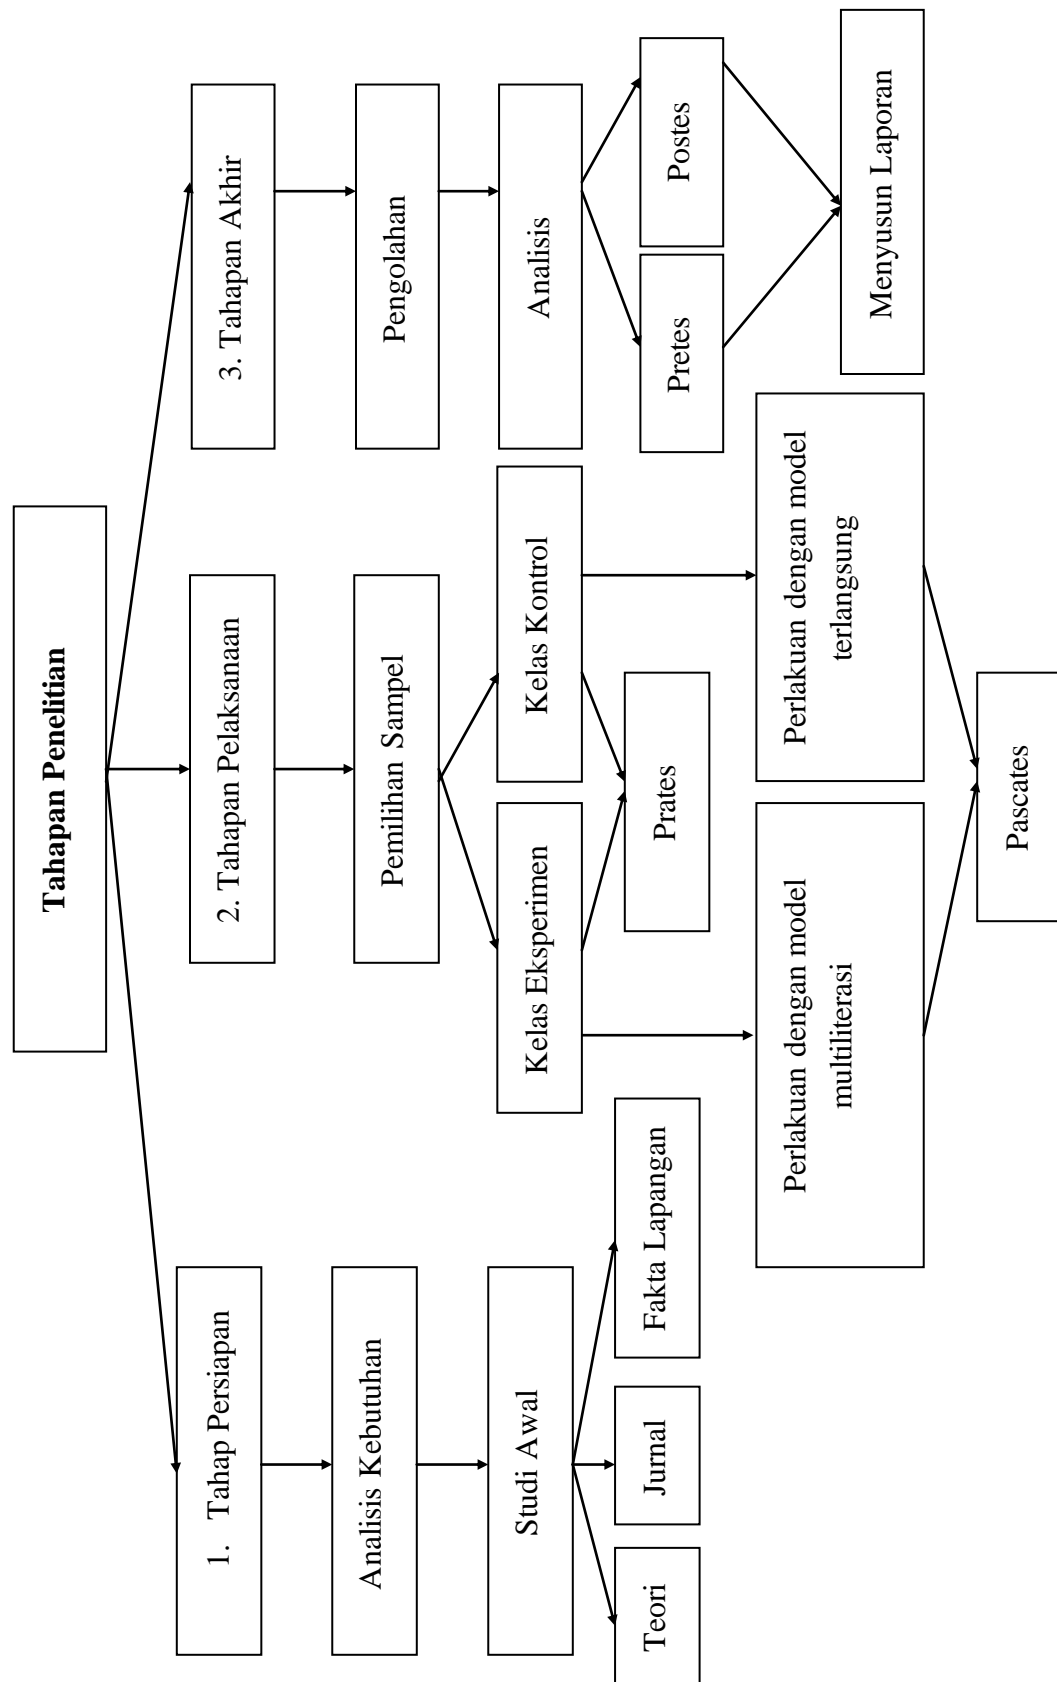 Tahapan Penelitian
1. Tahap Persiapan
2. Tahapan Pelaksanaan
3. Tahapan Akhir
Analisis Kebutuhan
Pemilihan Sampel
Pengolahan
Studi Awal
Kelas Eksperimen
Kelas Kontrol
Analisis
Teori
Jurnal
Fakta Lapangan
Prates
Pretes
Postes
Perlakuan dengan model
multiliterasi
Perlakuan dengan model
terlangsung
Menyusun Laporan
Pascates